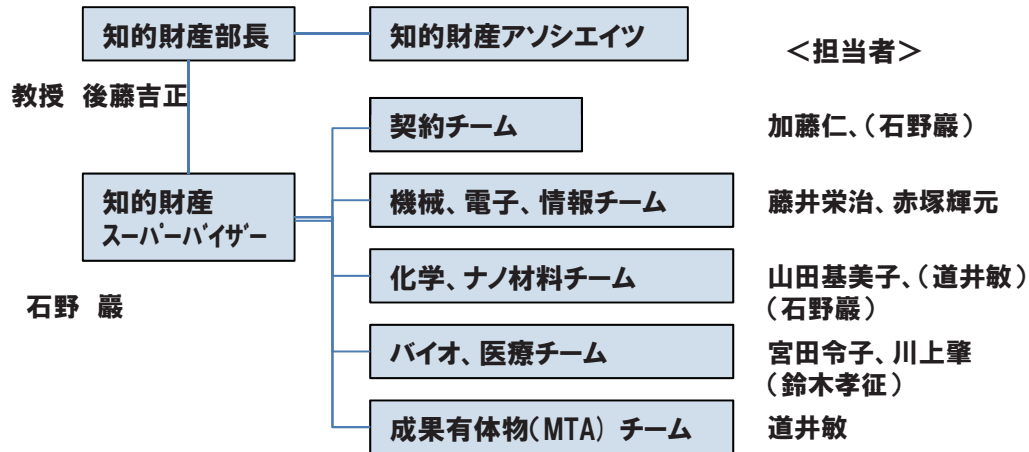 知的財産部長
知的財産アソシエイツ
＜担当者＞
教授 後藤吉正
契約チーム
加藤仁、（石野巖）
知的財産
スーパーバイザー
機械、電子、情報チーム
藤井栄治、赤塚輝元
化学、ナノ材料チーム
山田基美子、（道井敏）
（石野巖）
石野 巖
バイオ、医療チーム
宮田令子、川上肇
（鈴木孝征）
成果有体物（MTA） チーム
道井敏